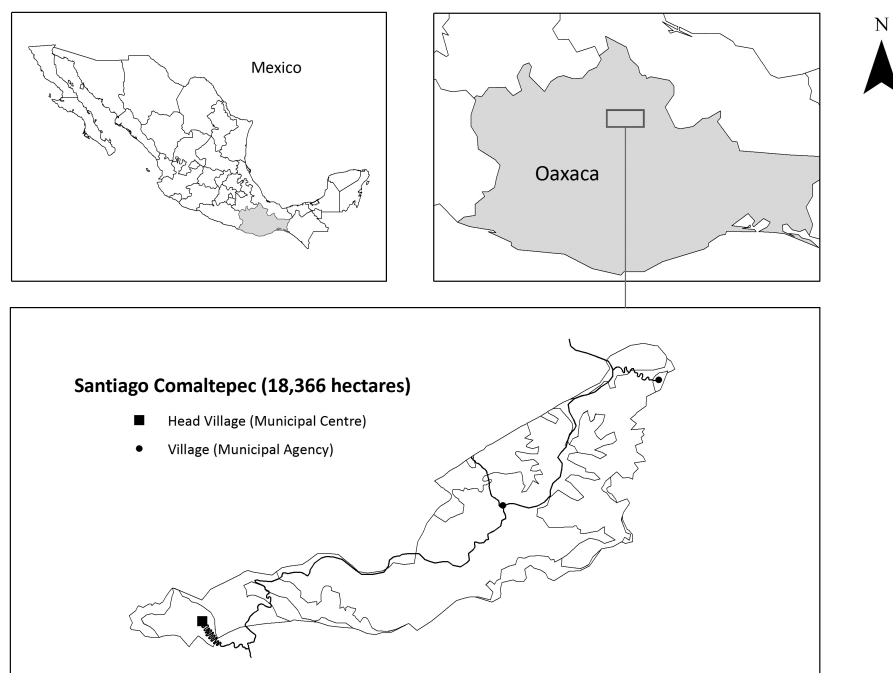 Mexico
Oaxaca
N
Santiago Comaltepec (18,366 hectares)
Head Village (Municipal Centre)
Village (Municipal Agency)